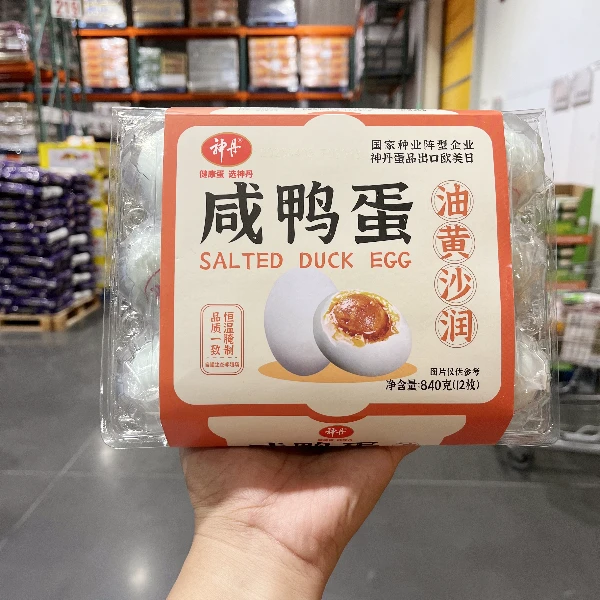 神丹
健康蛋 选神丹
国家种业阵型企业
神丹蛋品出口欧美日
咸鸭蛋
SALTED DUCK EGG
油黄沙润
恒温腌制
品质一致
图片仅供参考
净含量:840克(12枚)
神丹
咸鸭蛋